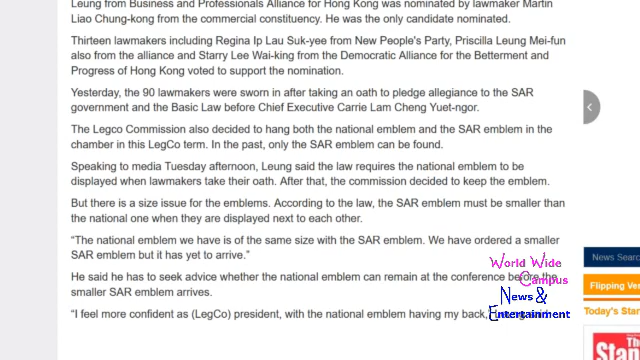 Leung from Business and Professionals Alliance for Hong Kong was nominated by lawmaker Martin
Liao Chung-kong from the commercial constituency. He was the only candidate nominated.
Thirteen lawmakers including Regina Ip Lau Suk-yee from New People's Party, Priscilla Leung Mei-fun
also from the alliance and Starry Lee Wai-king from the Democratic Alliance for the Betterment and
Progress of Hong Kong voted to support the nomination.
Yesterday, the 90 lawmakers were sworn in after taking an oath to pledge allegiance to the SAR
government and the Basic Law before Chief Executive Carrie Lam Cheng Yuet-ngor.
The Legco Commission also decided to hang both the national emblem and the SAR emblem in the
chamber in this LegCo term. In the past, only the SAR emblem can be found.
Speaking to media Tuesday afternoon, Leung said the law requires the national emblem to be
displayed when lawmakers take their oath. After that, the commission decided to keep the emblem.
But there is a size issue for the emblems. According to the law, the SAR emblem must be smaller than
the national one when they are displayed next to each other.
“The national emblem we have is of the same size with the SAR emblem. We have ordered a smaller
SAR emblem but it has yet to arrive.”
He said he has to seek advice whether the national emblem can remain at the conference before the
smaller SAR emblem arrives.
“I feel more confident as (LegCo) president, with the national emblem having my back,
World Wide
Campus
News &
Entertainment
News Searc
Flipping Ver
Today's Stan
The
Stan